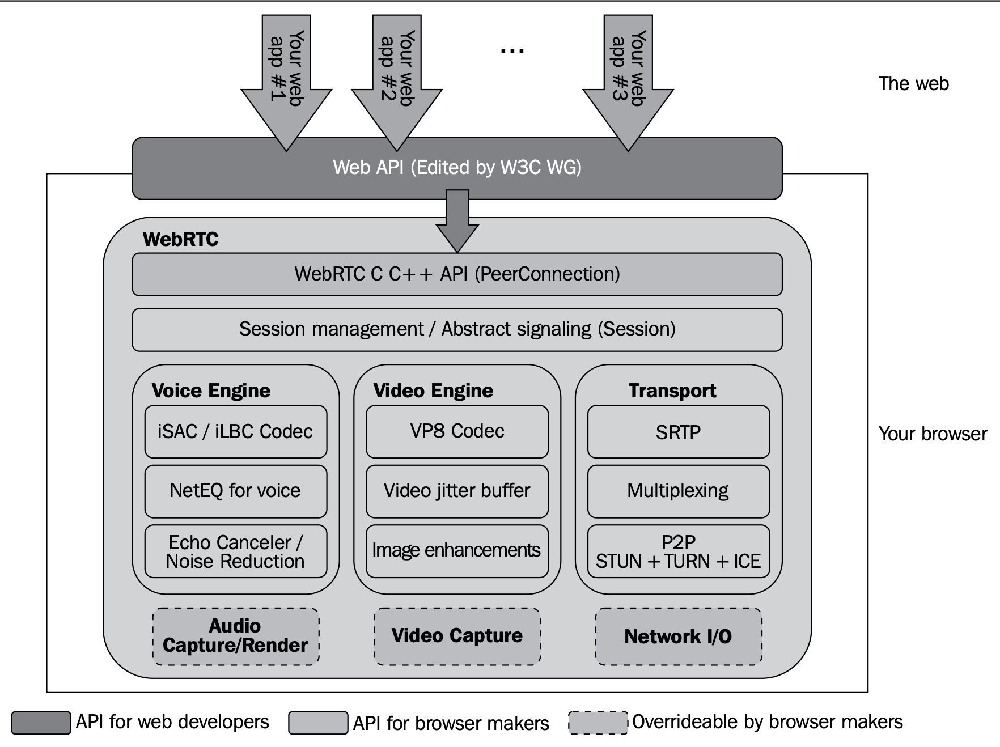 Your web
app #1
Your web
app #2
...
Your web
app #3
The web
Web API (Edited by W3C WG)
WebRTC
WebRTC C C++ API (PeerConnection)
Session management / Abstract signaling (Session)
Voice Engine
iSAC / iLBC Codec
NetEQ for voice
Echo Canceler /
Noise Reduction
Video Engine
VP8 Codec
Video jitter buffer
Image enhancements
Transport
SRTP
Multiplexing
P2P
STUN + TURN + ICE
Your browser
Audio
Capture/Render
Video Capture
Network I/O
API for web developers
API for browser makers
Overrideable by browser makers